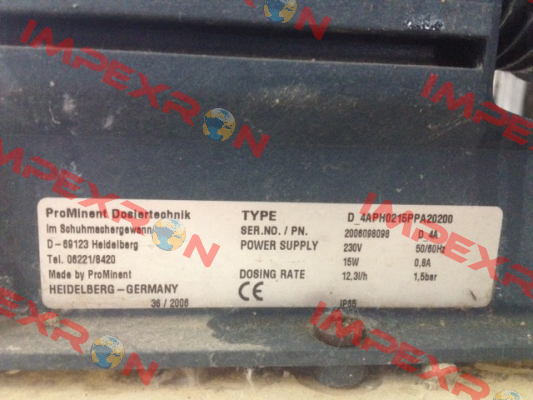 IMPEXRON
IMPEXRON
IMPEXRON
IMPEXRON
IMPEXRON
ProMinent Dosiertechnik
Im Schuhmachergewann
D-69123 Heidelberg
Tel. 06221/8420
Made by ProMinent
HEIDELBERG-GERMANY
36 / 2006
TYPE D_4APH0215PPA20200
SER.NO. / PN. 2006098098 D_4A
POWER SUPPLY 230V 50/60Hz
15W 0,8A
DOSING RATE 12,3l/h 1,5bar
CE IP65